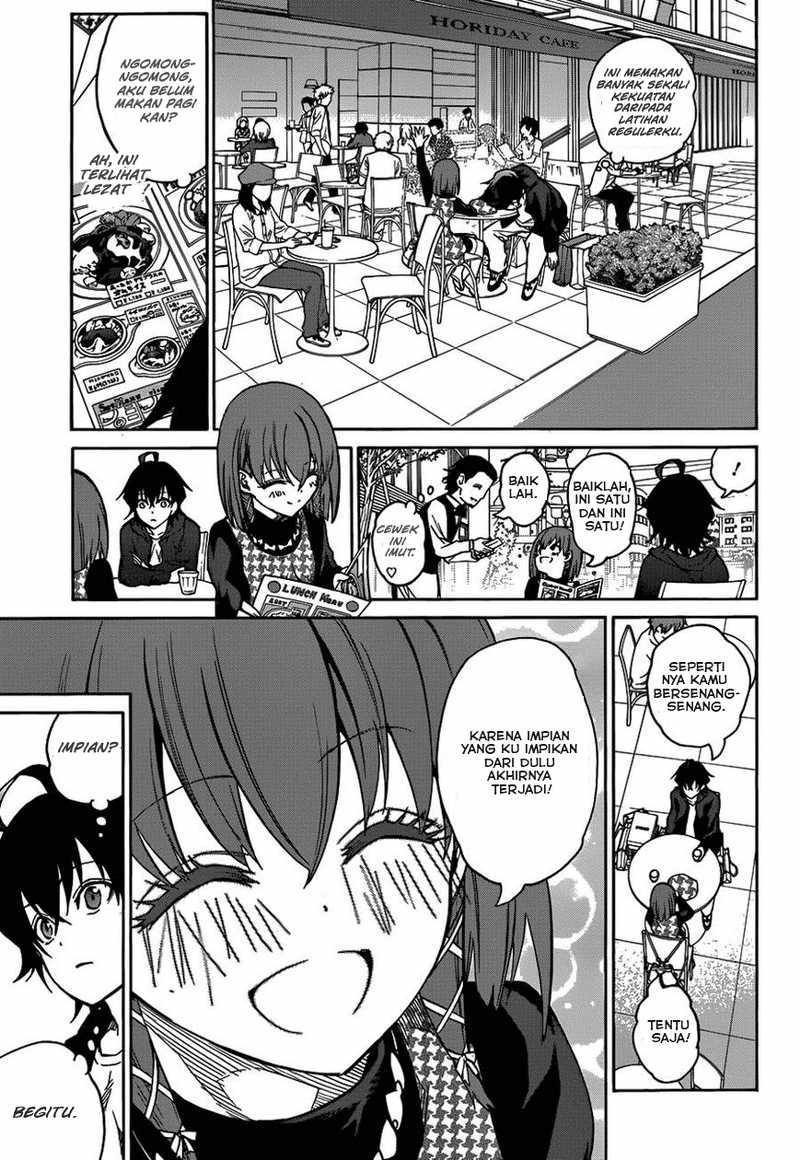 HORIDAY CAFE
HORI
INI MEMAKAN
BANYAK SEKALI
KEKUATAN
DARIPADA
LATIHAN
REGULERKU.
NGOMONG-
NGOMONG,
AKU BELUM
MAKAN PAGI
KAN?
AH, INI
TERLIHAT
LEZAT !
!
BAIKLAH,
INI SATU
DAN INI
SATU!
BAIK
LAH.
CEWEK
INI
IMUT.
♡
LUNCH
SEPERTI
NYA KAMU
BERSENANG-
SENANG.
TENTU
SAJA!
KARENA IMPIAN
YANG KU IMPIKAN
DARI DULU
AKHIRNYA
TERJADI!
IMPIAN?
BEGITU.